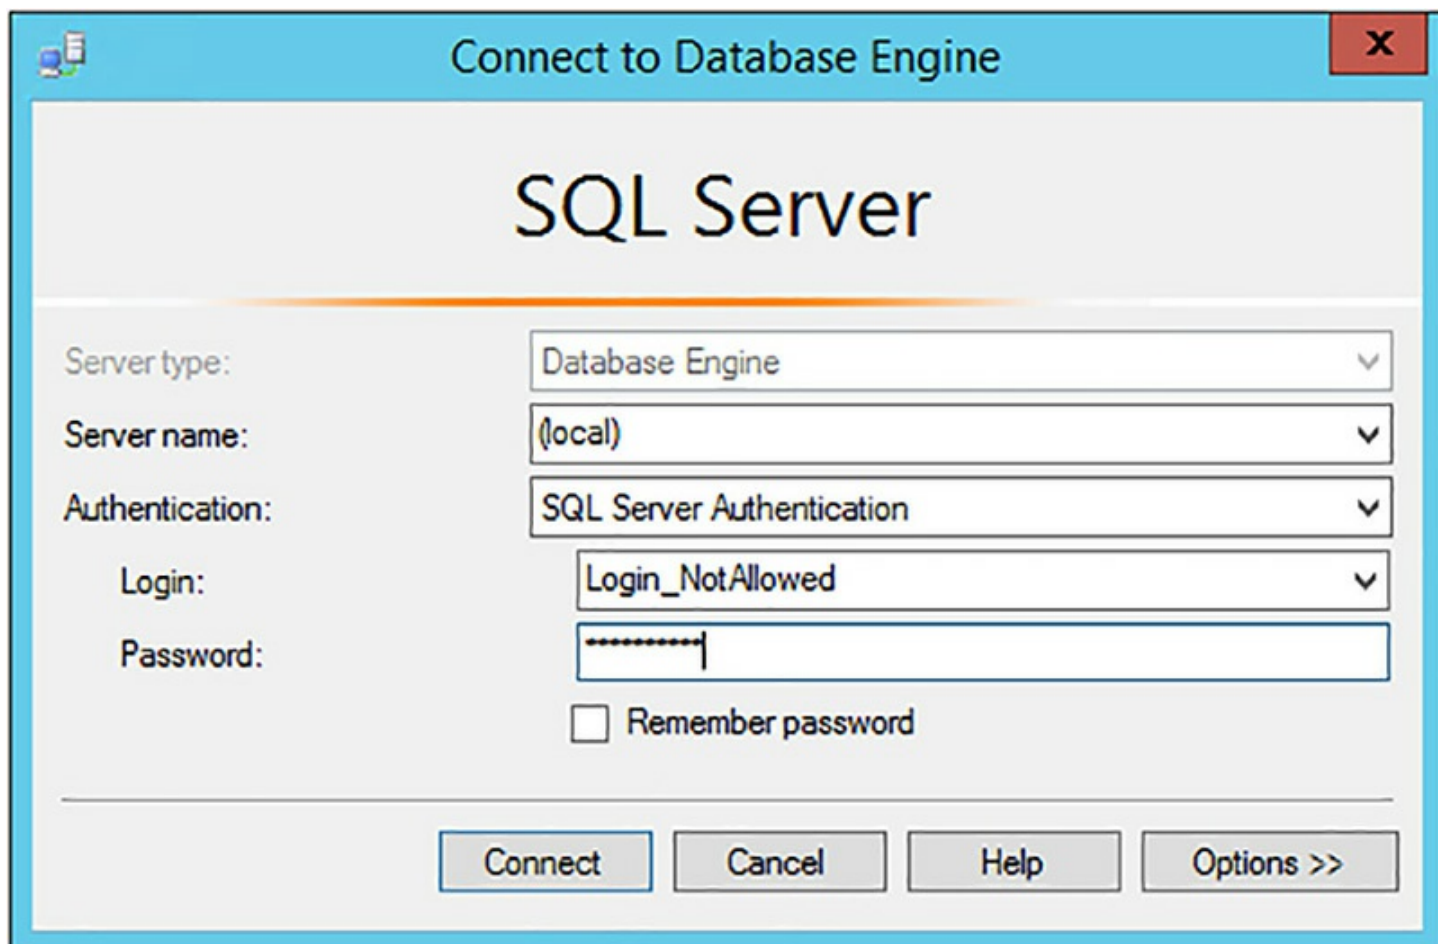 Connect to Database Engine
x
SQL Server
Server type: Database Engine
Server name: (local)
Authentication: SQL Server Authentication
Login: Login_NotAllowed
Password: **********
Remember password
Connect Cancel Help Options >>